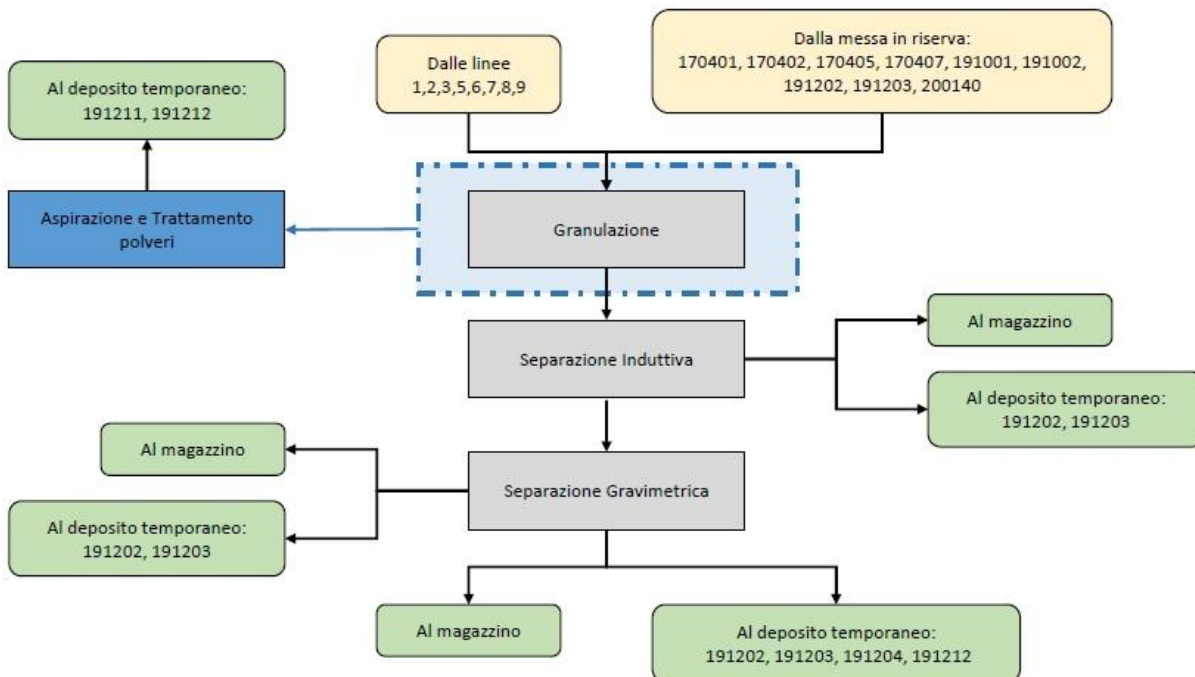 Dalle linee
1,2,3,5,6,7,8,9
Dalla messa in riserva:
170401, 170402, 170405, 170407, 191001, 191002,
191202, 191203, 200140
Al deposito temporaneo:
191211, 191212
Aspirazione e Trattamento
polveri
Granulazione
Separazione Induttiva
Al magazzino
Al deposito temporaneo:
191202, 191203
Separazione Gravimetrica
Al magazzino
Al deposito temporaneo:
191202, 191203
Al magazzino
Al deposito temporaneo:
191202, 191203, 191204, 191212